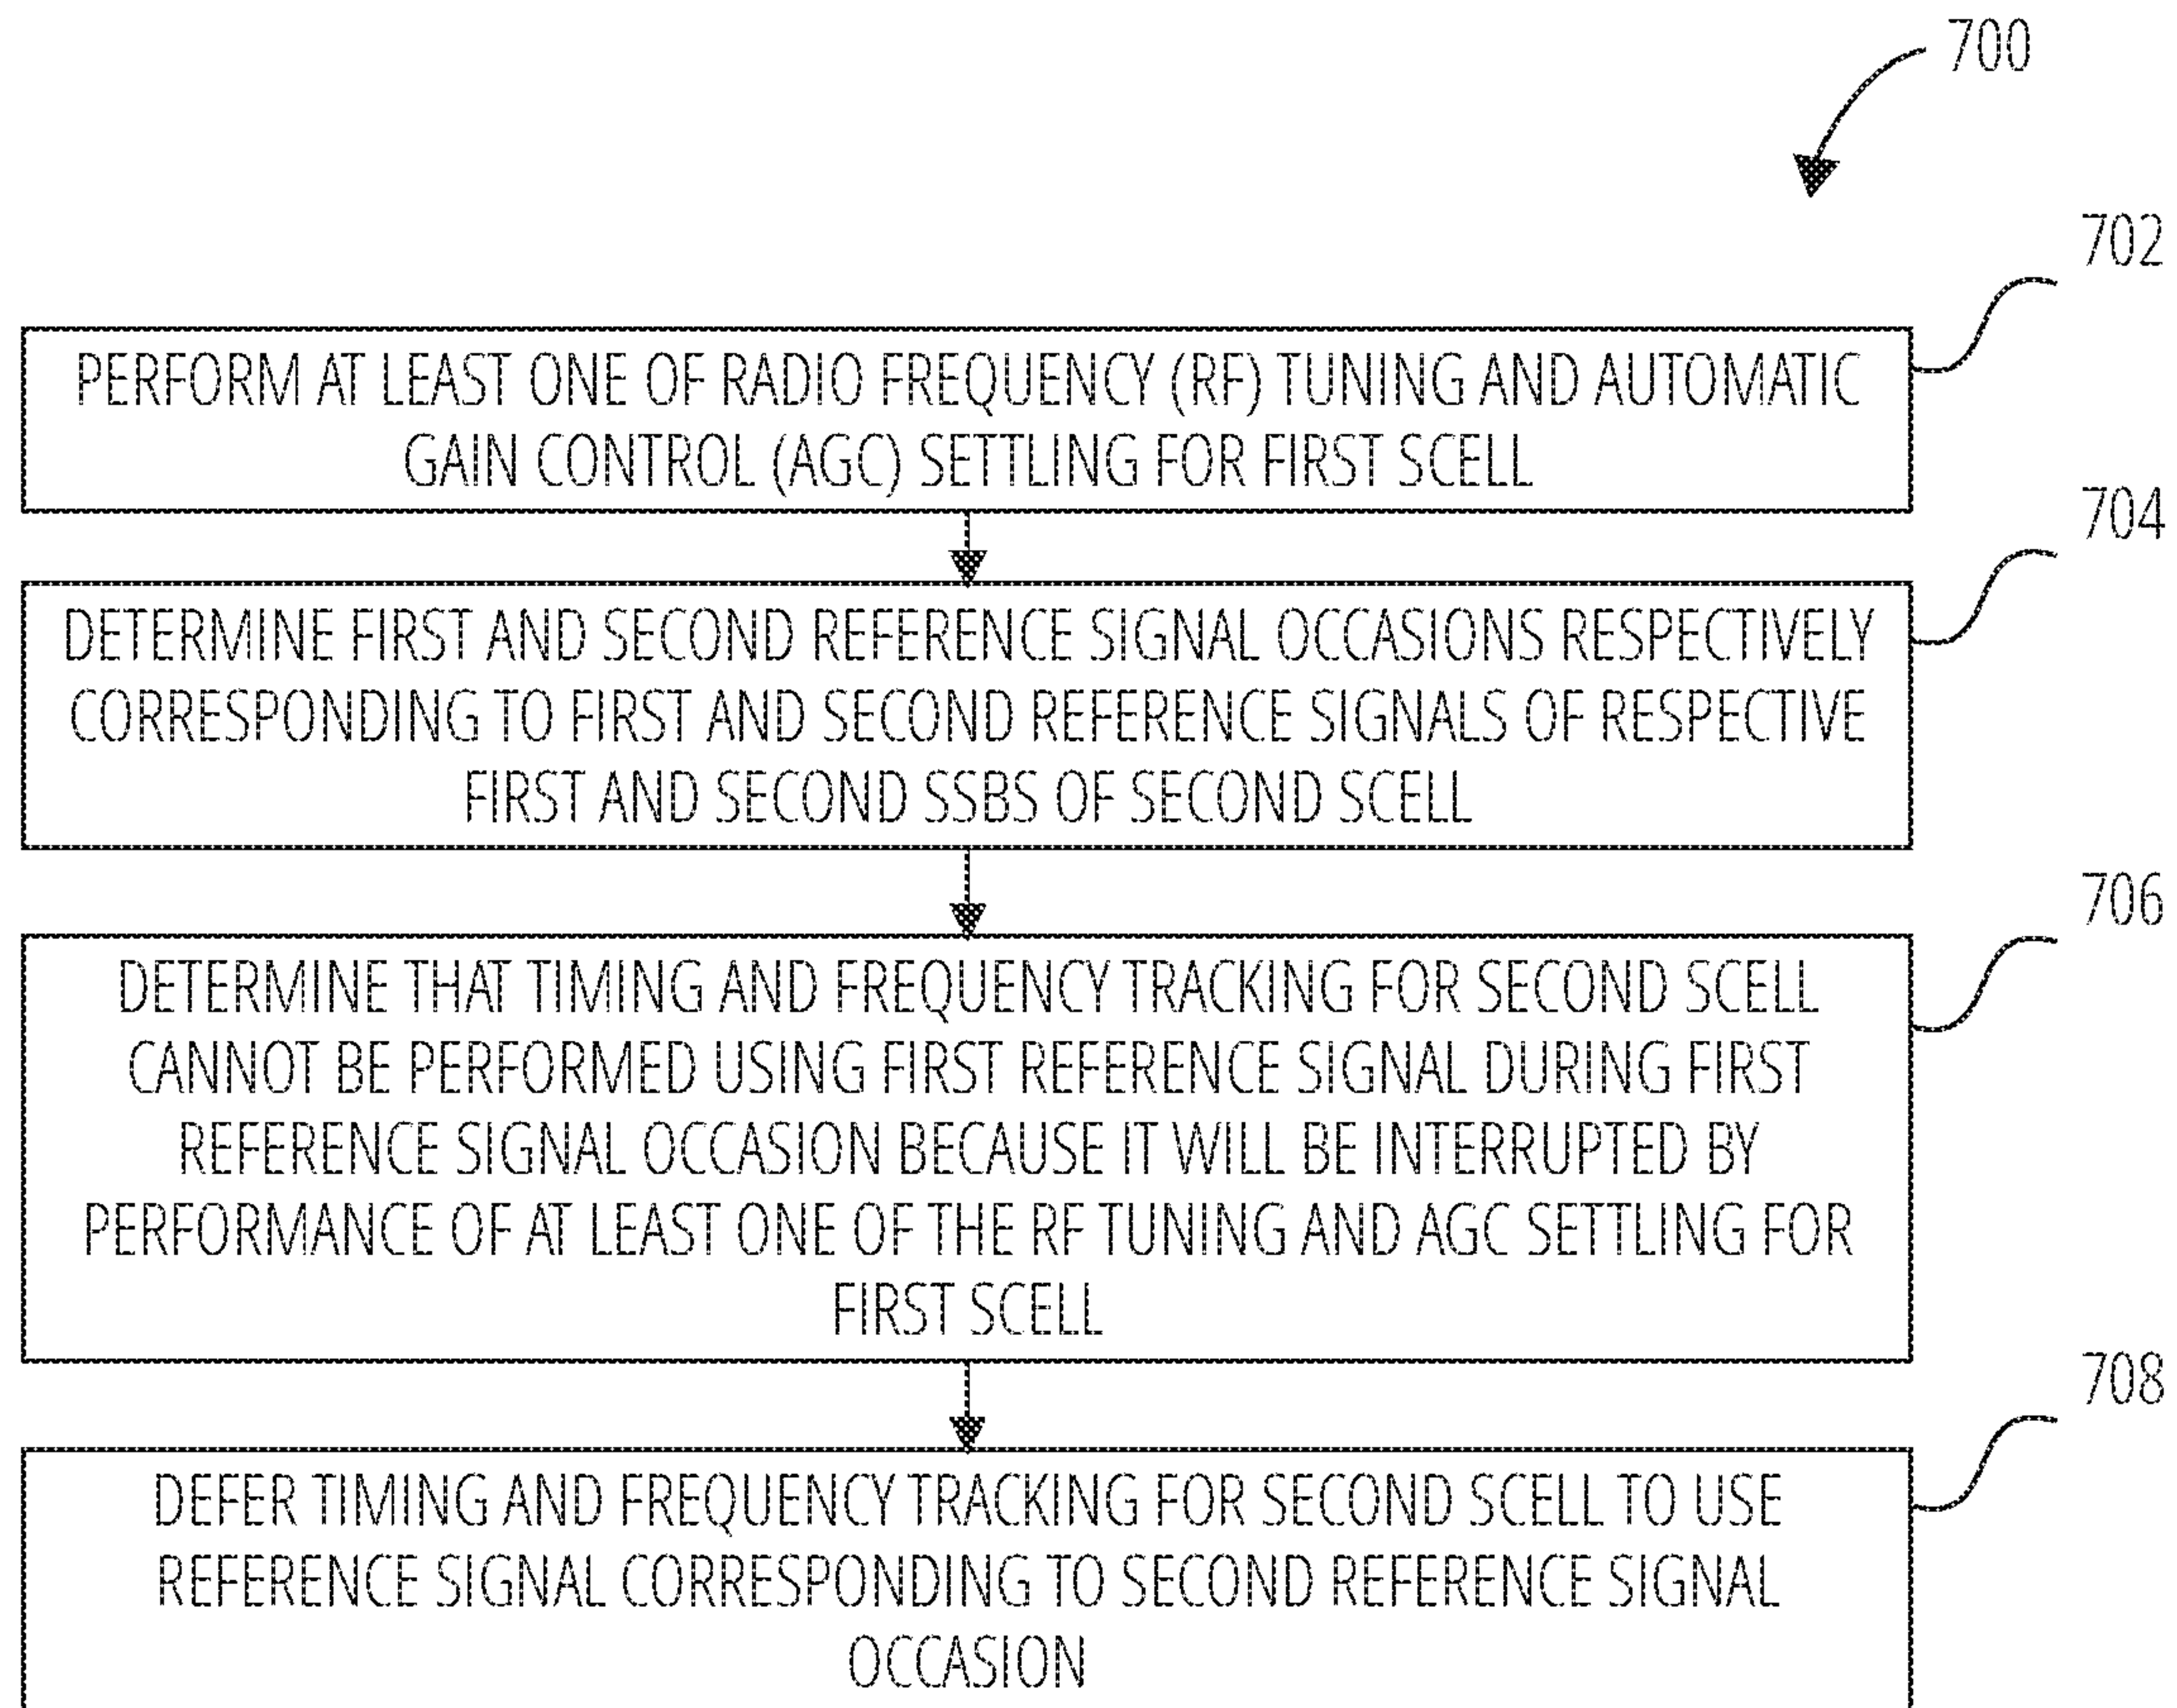 700
702
PERFORM AT LEAST ONE OF RADIO FREQUENCY (RF) TUNING AND AUTOMATIC
GAIN CONTROL (AGC) SETTLING FOR FIRST SCELL
704
DETERMINE FIRST AND SECOND REFERENCE SIGNAL OCCASIONS RESPECTIVELY
CORRESPONDING TO FIRST AND SECOND REFERENCE SIGNALS OF RESPECTIVE
FIRST AND SECOND SSBS OF SECOND SCELL
706
DETERMINE THAT TIMING AND FREQUENCY TRACKING FOR SECOND SCELL
CANNOT BE PERFORMED USING FIRST REFERENCE SIGNAL DURING FIRST
REFERENCE SIGNAL OCCASION BECAUSE IT WILL BE INTERRUPTED BY
PERFORMANCE OF AT LEAST ONE OF THE RF TUNING AND AGC SETTLING FOR
FIRST SCELL
708
DEFER TIMING AND FREQUENCY TRACKING FOR SECOND SCELL TO USE
REFERENCE SIGNAL CORRESPONDING TO SECOND REFERENCE SIGNAL
OCCASION